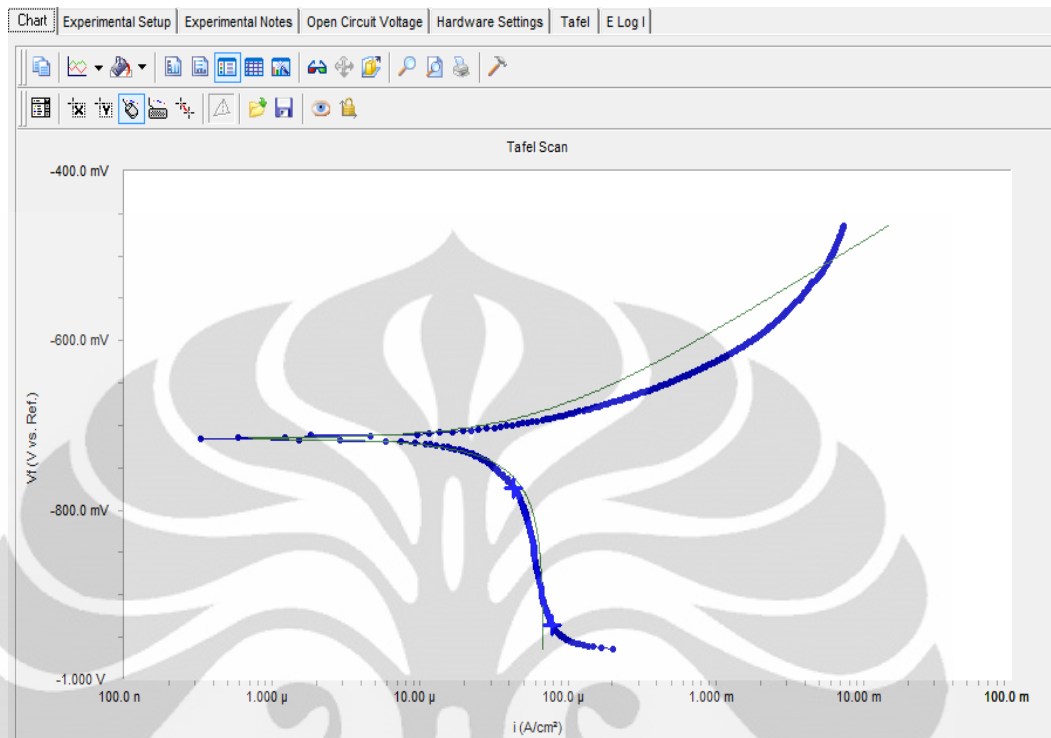 Chart Experimental Setup Experimental Notes Open Circuit Voltage Hardware Settings Tafel E Log I
Tafel Scan
-400.0 mV
-600.0 mV
-800.0 mV
-1.000 V
Vf (V vs. Ref.)
100.0 n 1.000 µ 10.00 µ 100.0 µ 1.000 m 10.00 m 100.0 m
i (A/cm²)